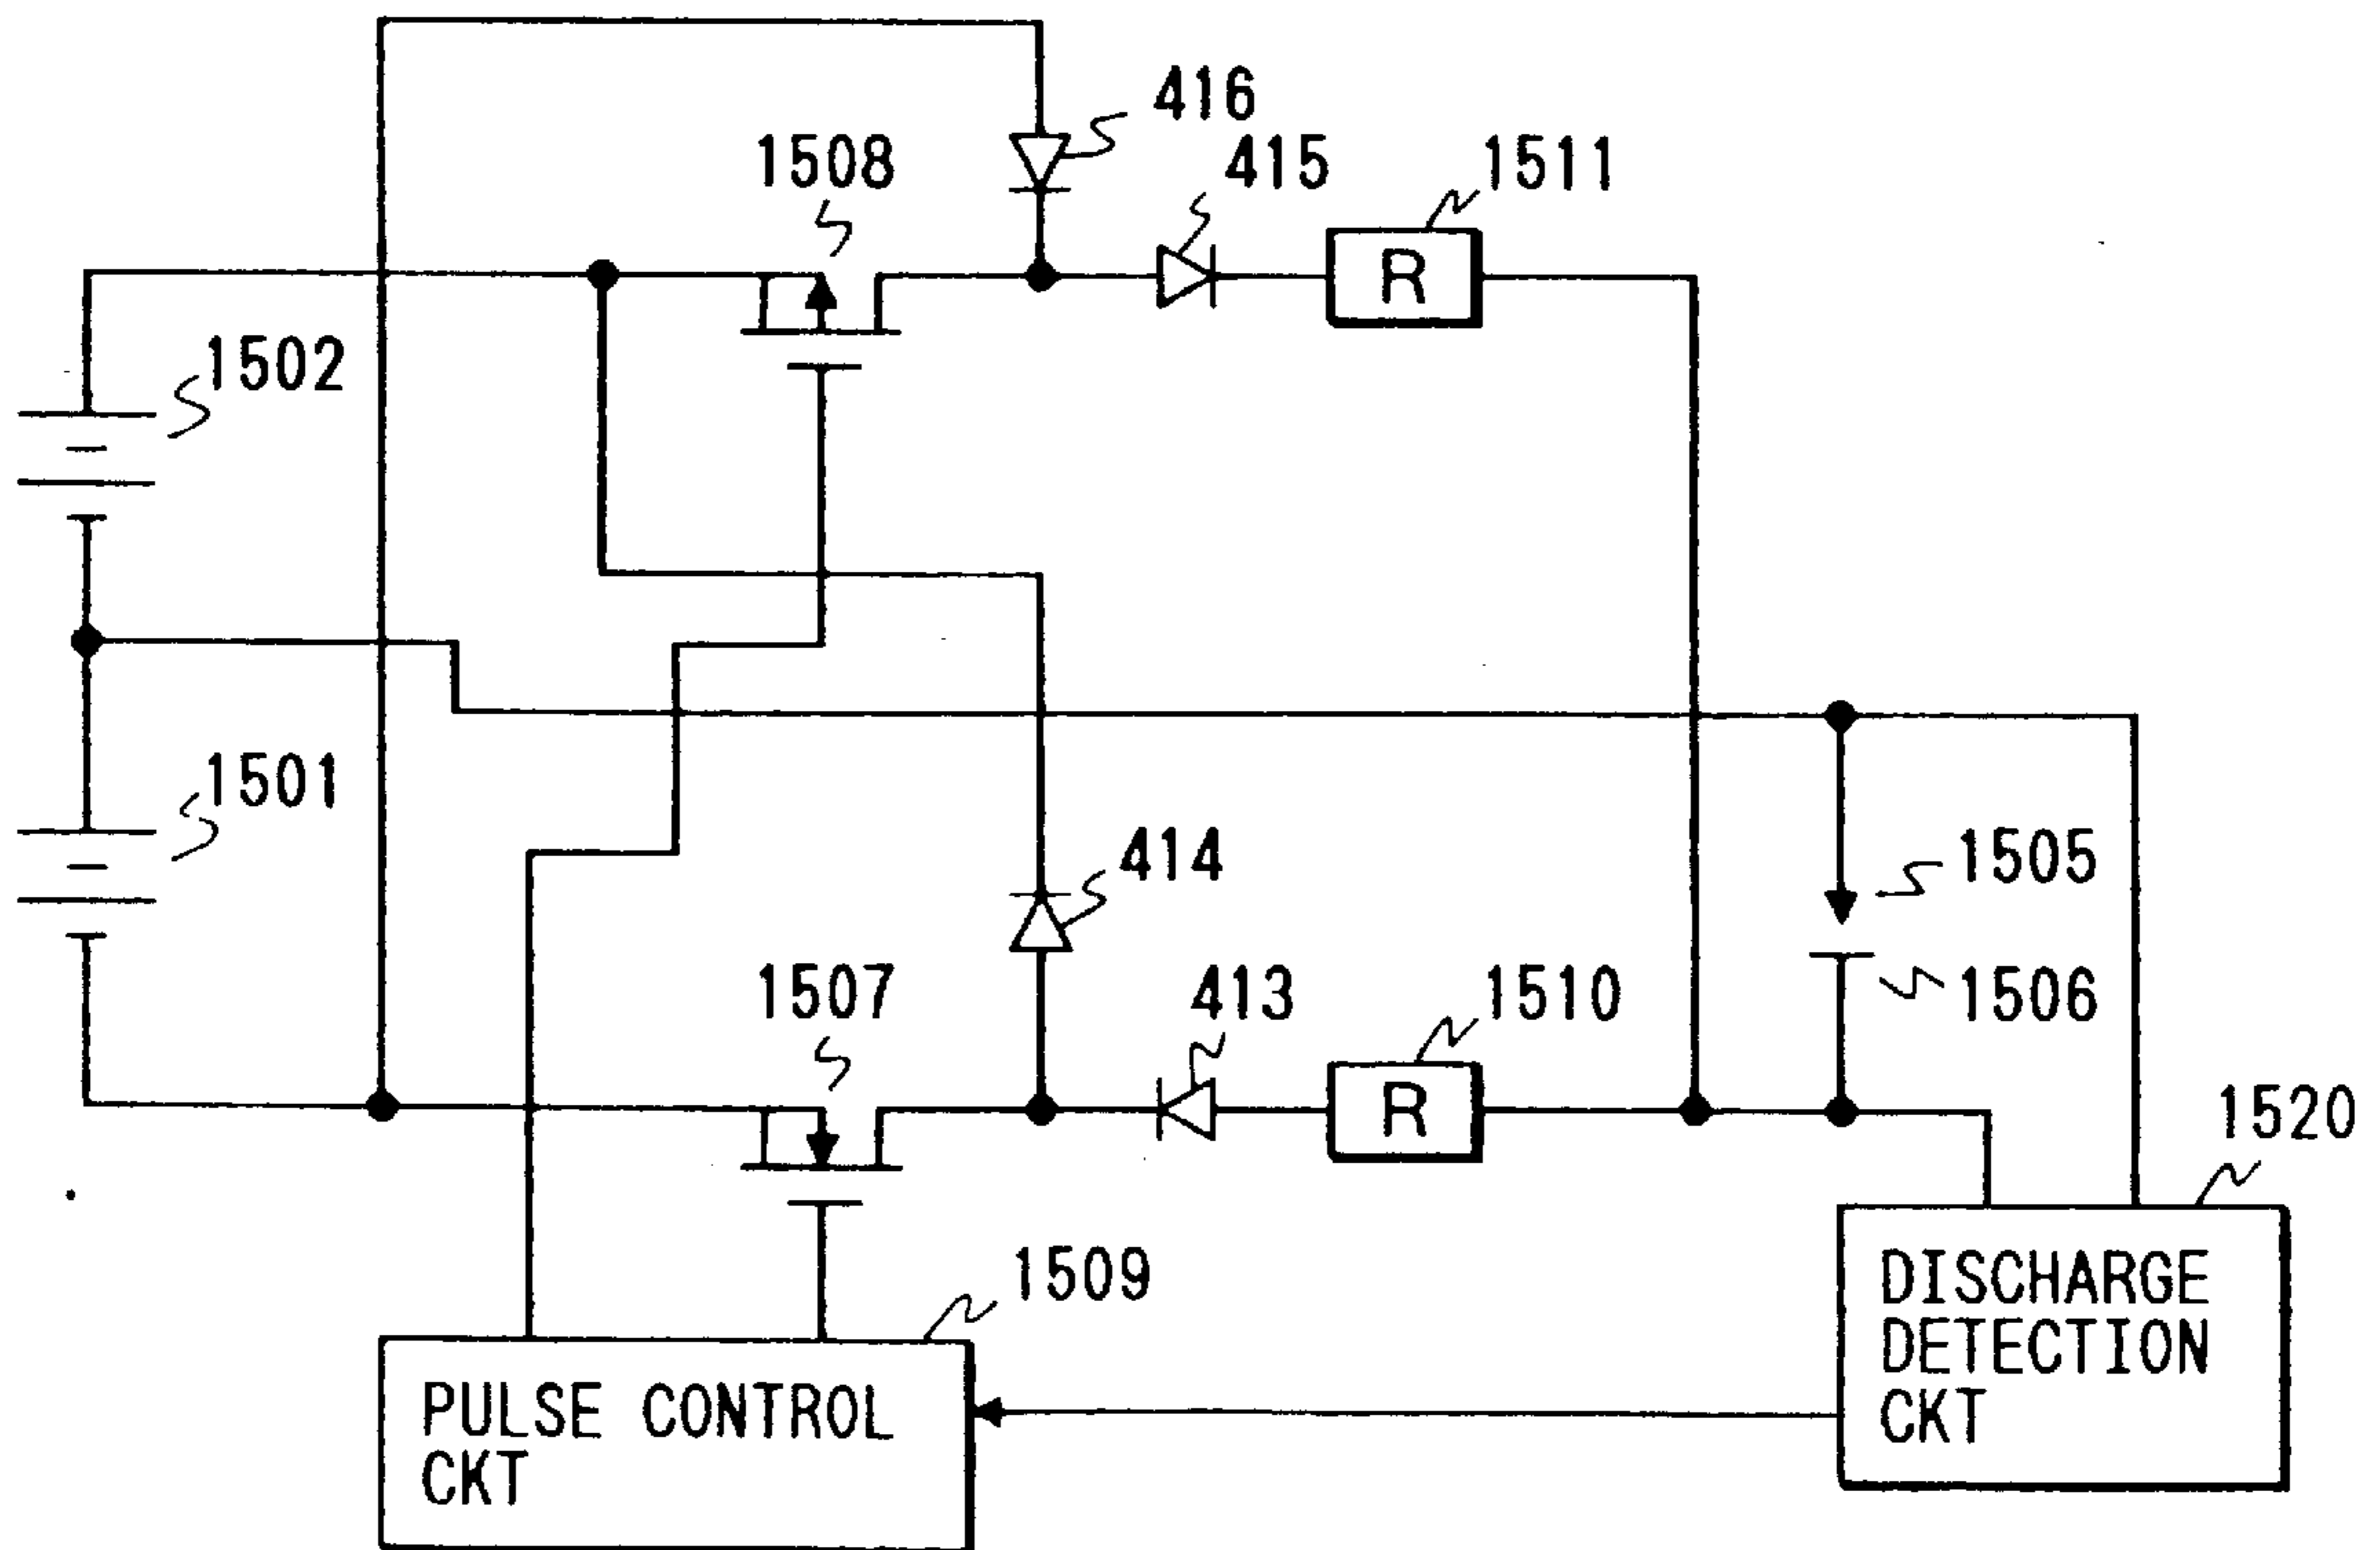 416
1508
415
1511
R
1502
1501
414
1505
1507
413
1510
1506
R
1520
1509
DISCHARGE
DETECTION
CKT
PULSE CONTROL
CKT